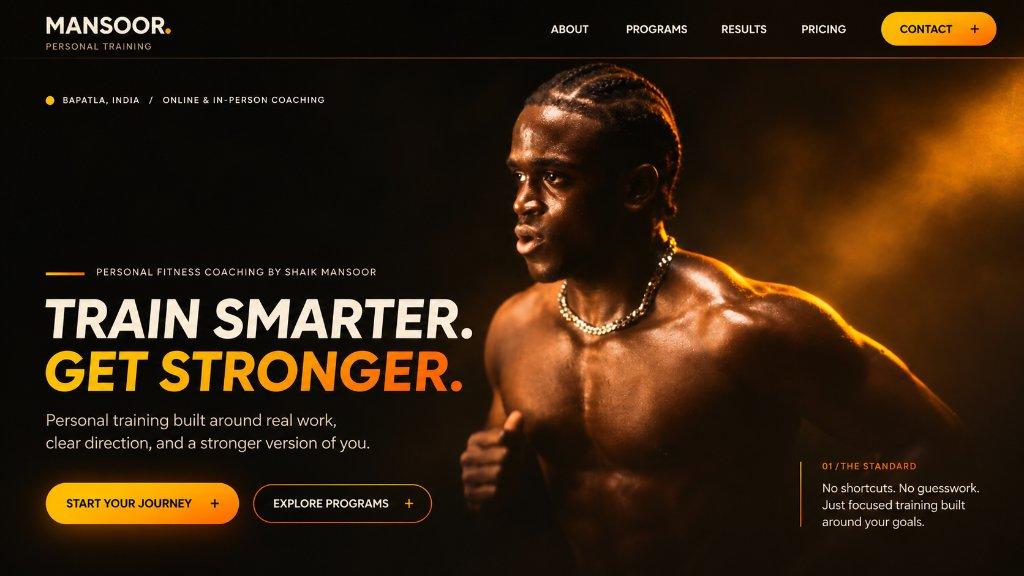 MANSOOR.
PERSONAL TRAINING
ABOUT
PROGRAMS
RESULTS
PRICING
CONTACT +
BAPATLA, INDIA / ONLINE & IN-PERSON COACHING
PERSONAL FITNESS COACHING BY SHAIK MANSOOR
TRAIN SMARTER.
GET STRONGER.
Personal training built around real work,
clear direction, and a stronger version of you.
START YOUR JOURNEY +
EXPLORE PROGRAMS +
01 / THE STANDARD
No shortcuts. No guesswork.
Just focused training built
around your goals.